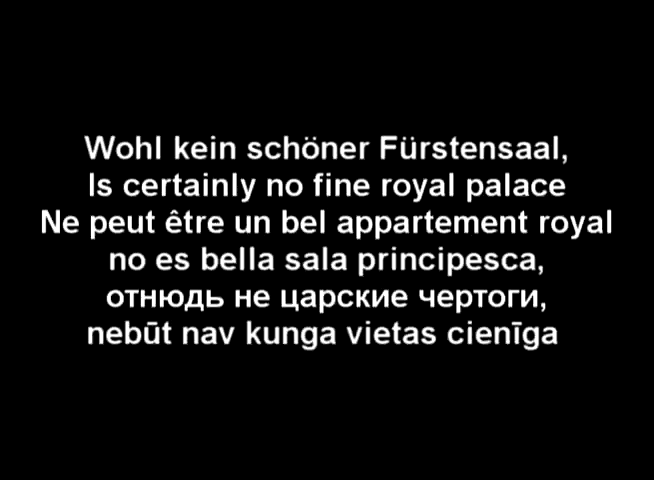 Wohl kein schöner Fürstensaal,
Is certainly no fine royal palace
Ne peut être un bel appartement royal
no es bella sala principesca,
отнюдь не царские чертоги,
nebūt nav kunga vietas cienīga